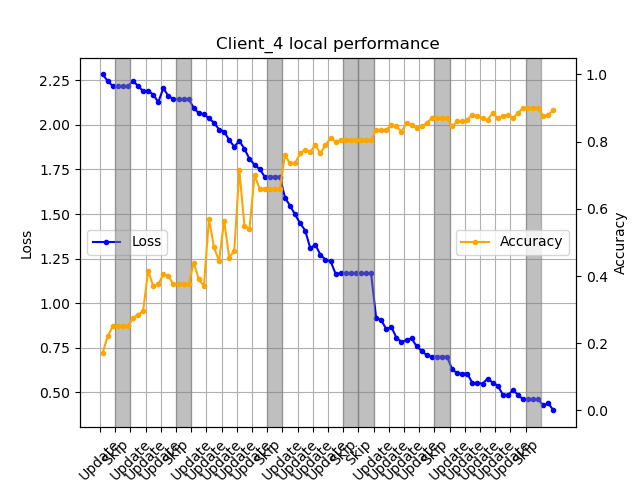 Client_4 local performance
2.25
2.00
1.75
1.50
1.25
1.00
0.75
0.50
Loss
Loss
Accuracy
1.0
0.8
0.6
0.4
0.2
0.0
Accuracy
Update
Skip
Update
Update
Update
Skip
Update
Update
Update
Update
Update
Skip
Update
Update
Update
Update
Skip
Skip
Update
Update
Update
Update
Skip
Update
Update
Update
Update
Update
Skip